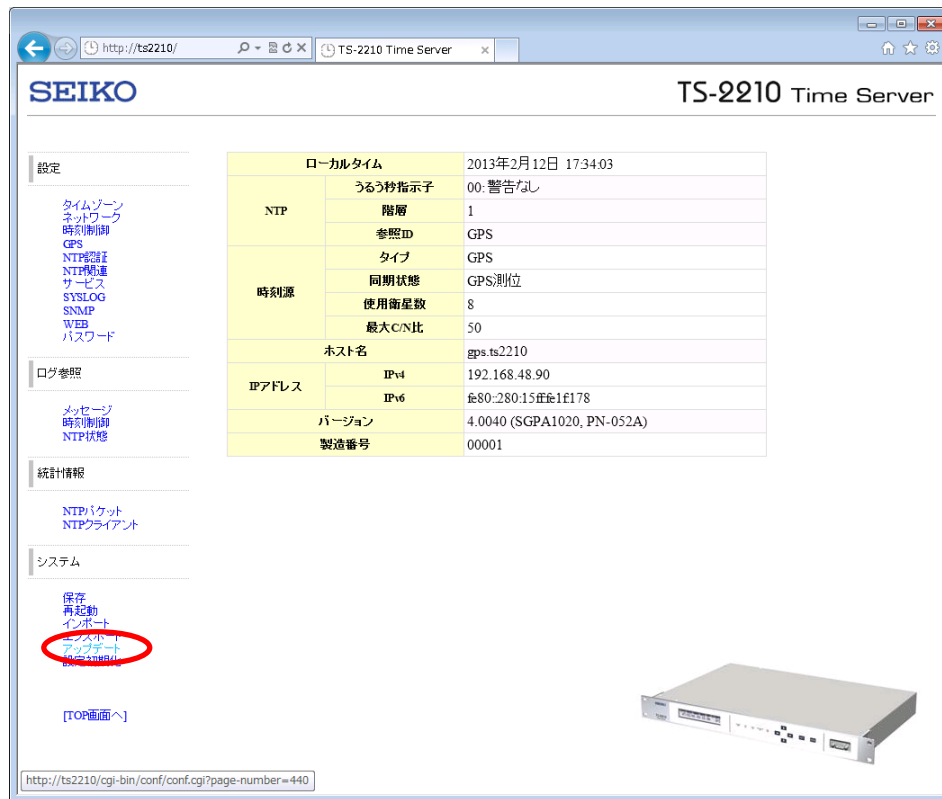 http://ts2210/
TS-2210 Time Server
SEIKO
TS-2210 Time Server
設定
タイムゾーン
ネットワーク
時刻制御
GPS
NTP認証
NTP関連
サービス
SYSLOG
SNMP
WEB
パスワード
ログ参照
メッセージ
時刻制御
NTP状態
統計情報
NTPパケット
NTPクライアント
システム
保存
再起動
インポート
エクスポート
アップデート
設定初期化
[TOP画面へ]
ローカルタイム 2013年2月12日 17:34:03
NTP うるう秒指示子 00: 警告なし
階層 1
参照ID GPS
時刻源 タイプ GPS
同期状態 GPS測位
使用衛星数 8
最大C/N比 50
ホスト名 gps.ts2210
IPアドレス IPv4 192.168.48.90
IPv6 fe80::280:15ff:fe1f:178
バージョン 4.0040 (SGPA1020, PN-052A)
製造番号 00001
SEIKO
http://ts2210/cgi-bin/conf/conf.cgi?page-number=440